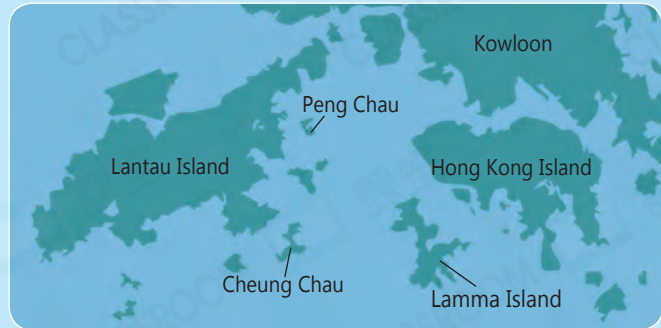 Kowloon
Peng Chau
Lantau Island
Hong Kong Island
Cheung Chau
Lamma Island